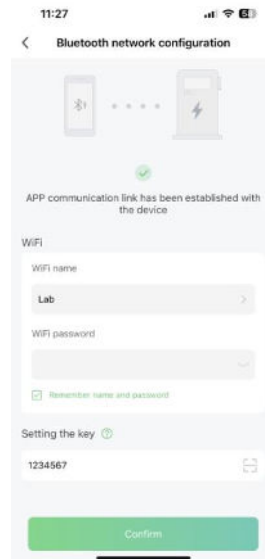 11:27
Bluetooth network configuration
APP communication link has been established with
the device
WiFi
WiFi name
Lab
WiFi password
Remember name and password
Setting the key
1234567
Confirm